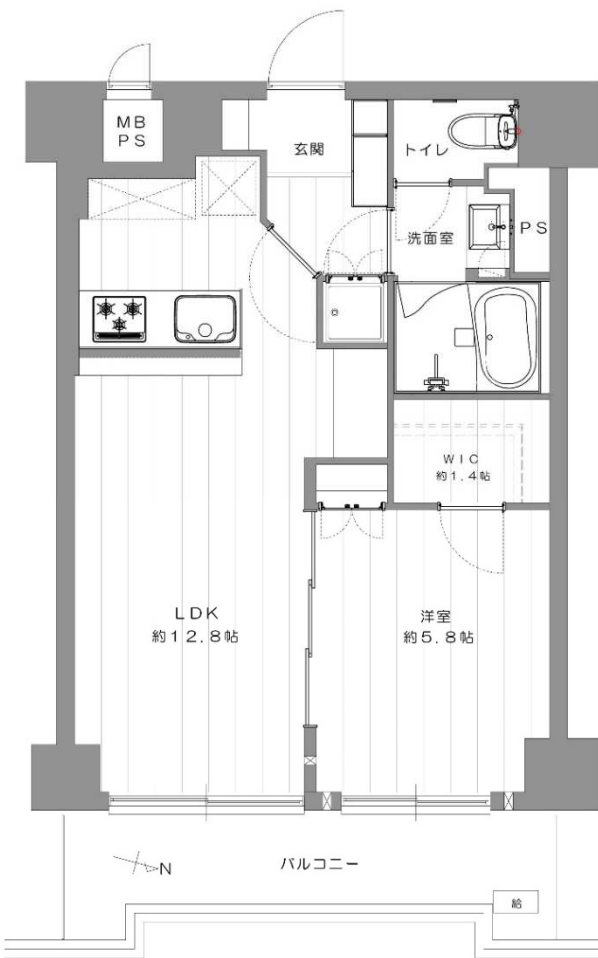 MB
PS
玄関
トイレ
洗面室
PS
WIC
約1.4帖
LDK
約12.8帖
洋室
約5.8帖
N
バルコニー
給